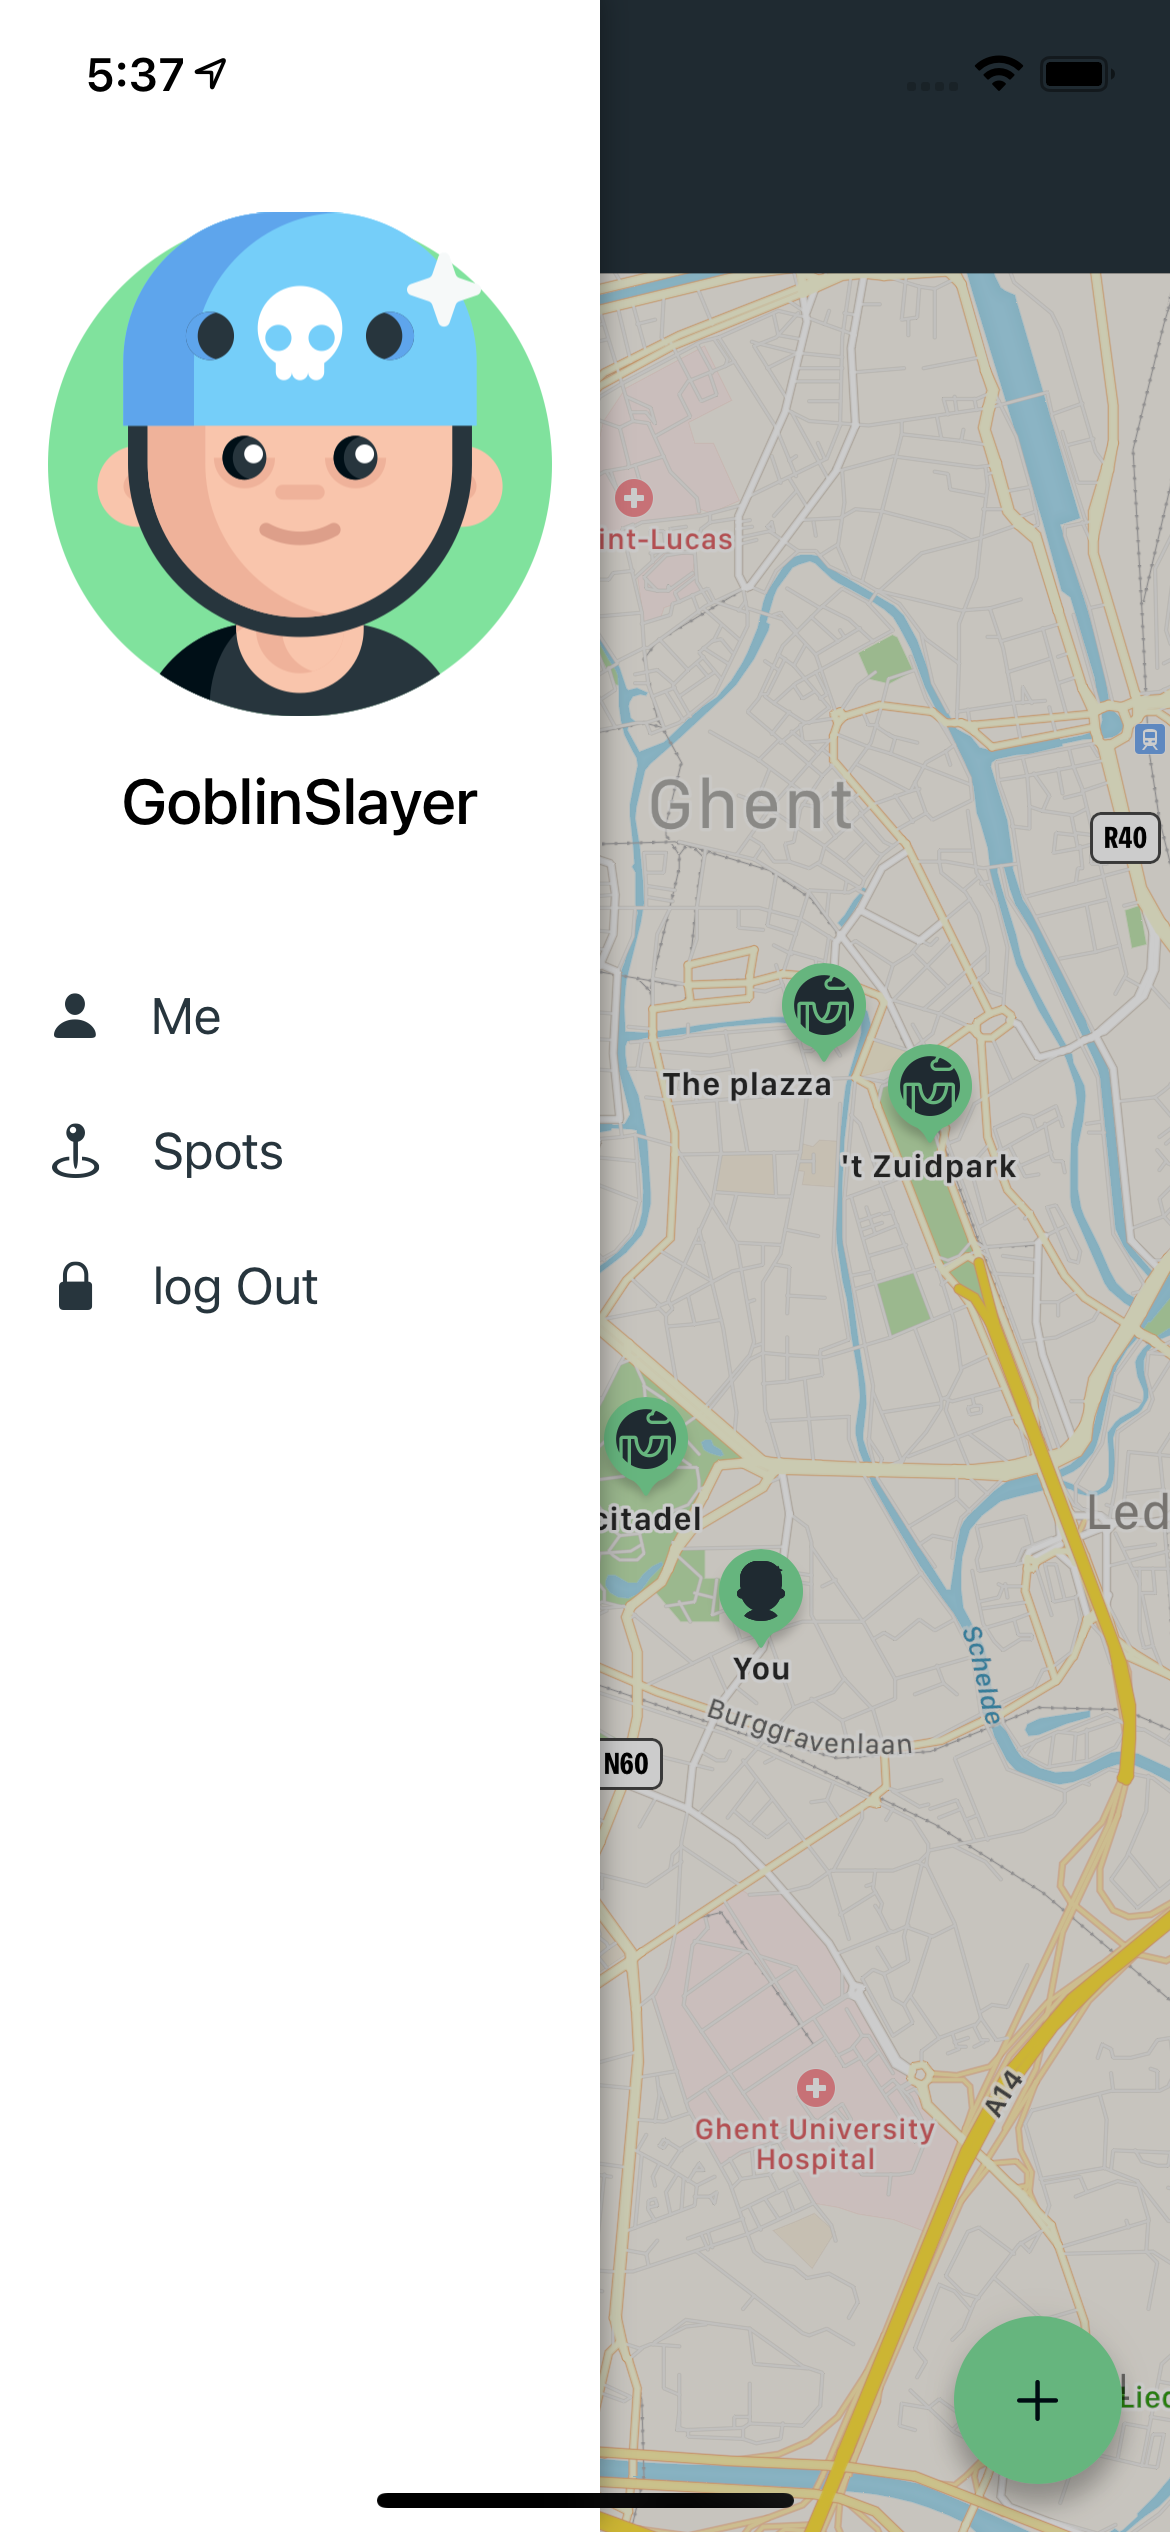 5:37
GoblinSlayer
Me
Spots
log Out
int-Lucas
Ghent
R40
The plazza
't Zuidpark
citadel
Led
You
Schelde
Burggravenlaan
N60
A14
Ghent University
Hospital
Lied